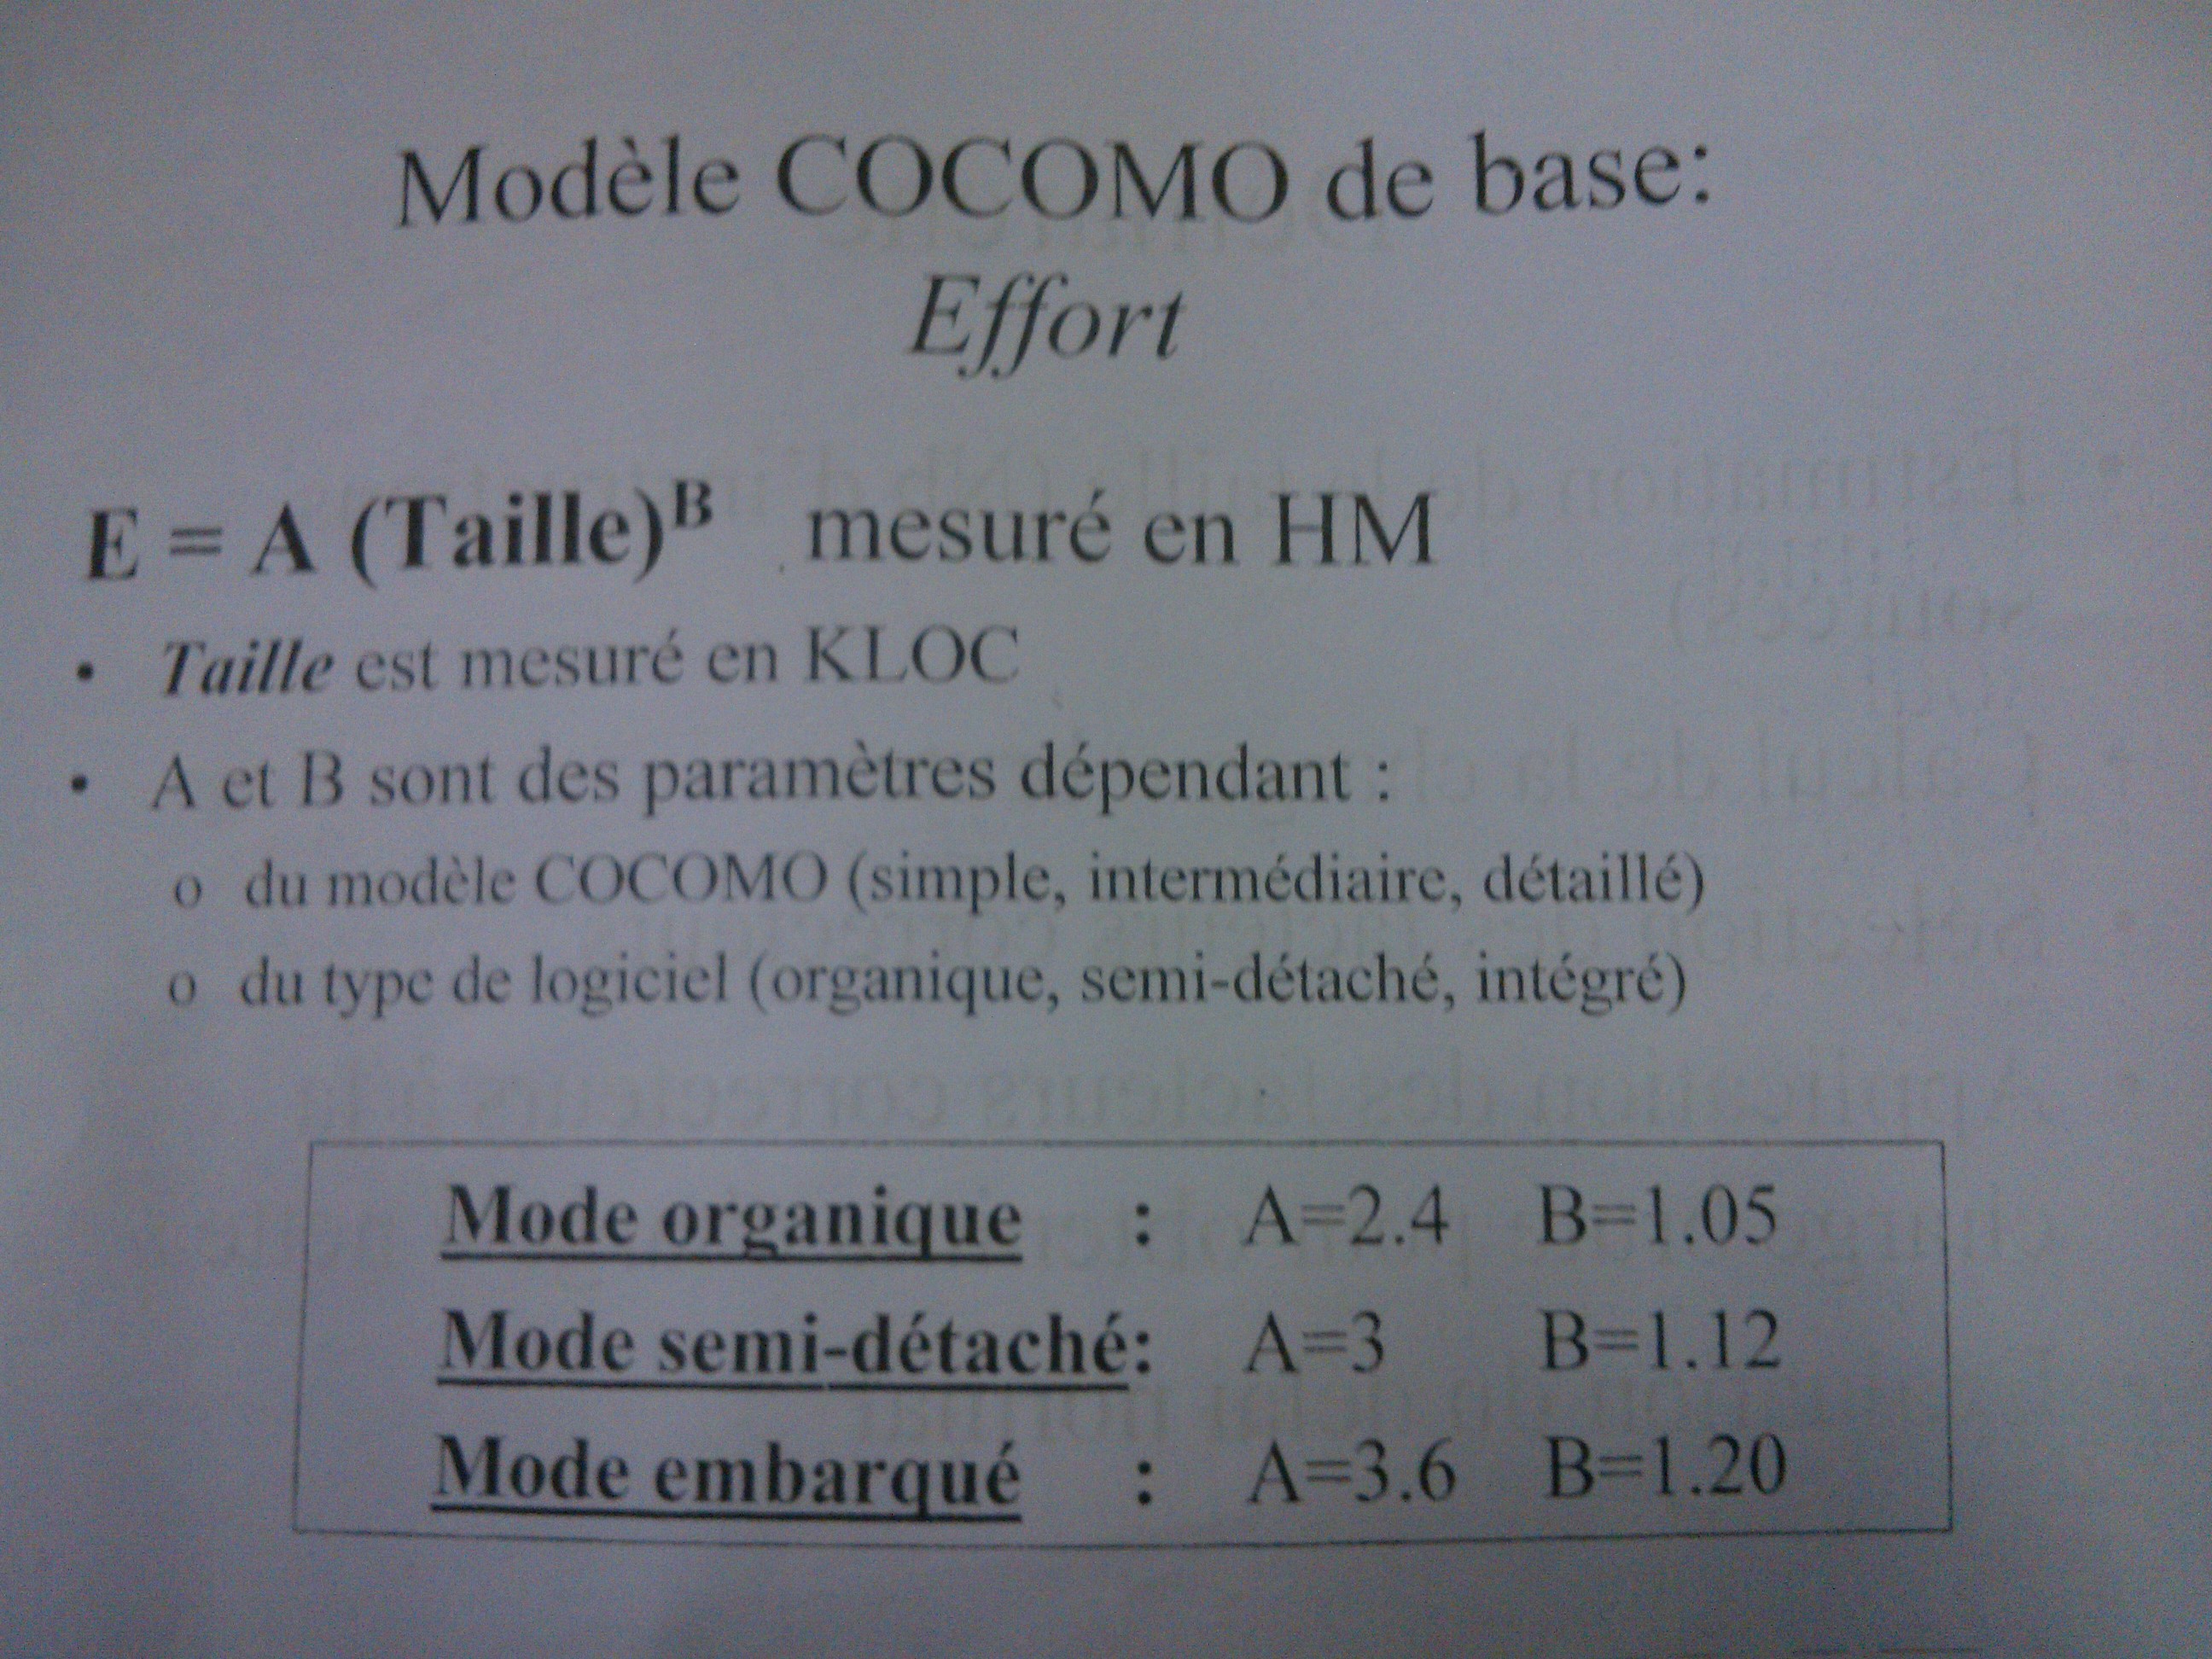 Modèle COCOMO de base:
Effort
E = A (Taille)ᴮ mesuré en HM
• Taille est mesuré en KLOC
• A et B sont des paramètres dépendant :
o du modèle COCOMO (simple, intermédiaire, détaillé)
o du type de logiciel (organique, semi-détaché, intégré)
Mode organique : A=2.4 B=1.05
Mode semi-détaché: A=3 B=1.12
Mode embarqué : A=3.6 B=1.20